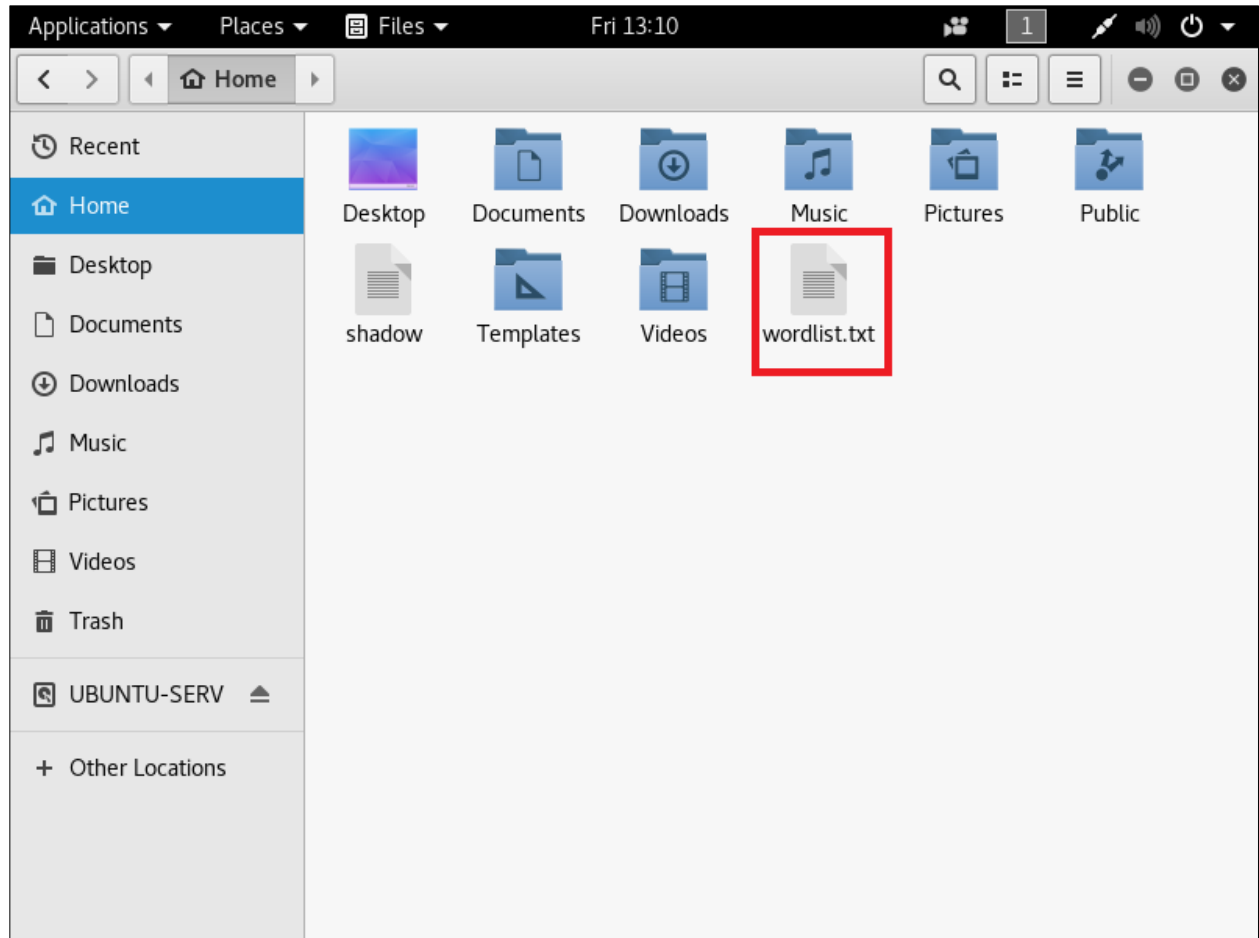 Applications Places Files Fri 13:10 1
Home
Recent
Home
Desktop
Documents
Downloads
Music
Pictures
Videos
Trash
UBUNTU-SERV
+ Other Locations
Desktop Documents Downloads Music Pictures Public
shadow Templates Videos wordlist.txt